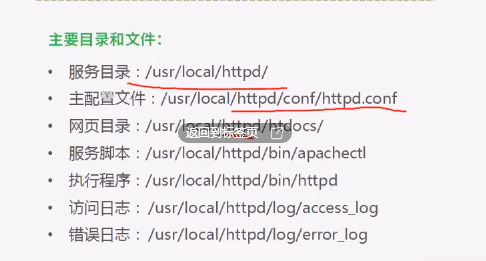 主要目录和文件：
• 服务目录：/usr/local/httpd/
• 主配置文件：/usr/local/httpd/conf/httpd.conf
• 网页目录：/usr/local/httpd/htdocs/
返回到标签页
• 服务脚本：/usr/local/httpd/bin/apachectl
• 执行程序：/usr/local/httpd/bin/httpd
• 访问日志：/usr/local/httpd/log/access_log
• 错误日志：/usr/local/httpd/log/error_log